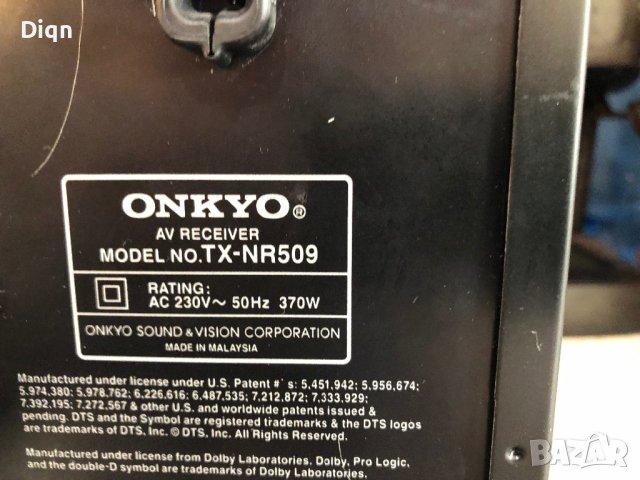 Diqn
ONKYO®
AV RECEIVER
MODEL NO.TX-NR509
RATING:
AC 230V~ 50Hz 370W
ONKYO SOUND & VISION CORPORATION
MADE IN MALAYSIA
Manufactured under license under U.S. Patent #'s: 5,451,942; 5,956,674;
5,974,380; 5,978,762; 6,226,616; 6,487,535; 7,212,872; 7,333,929;
7,392,195; 7,272,567 & other U.S. and worldwide patents issued &
pending. DTS and the Symbol are registered trademarks & the DTS logos
are trademarks of DTS, Inc. © DTS, Inc. All Rights Reserved.
Manufactured under license from Dolby Laboratories. Dolby, Pro Logic,
and the double-D symbol are trademarks of Dolby Laboratories.
BAZAR